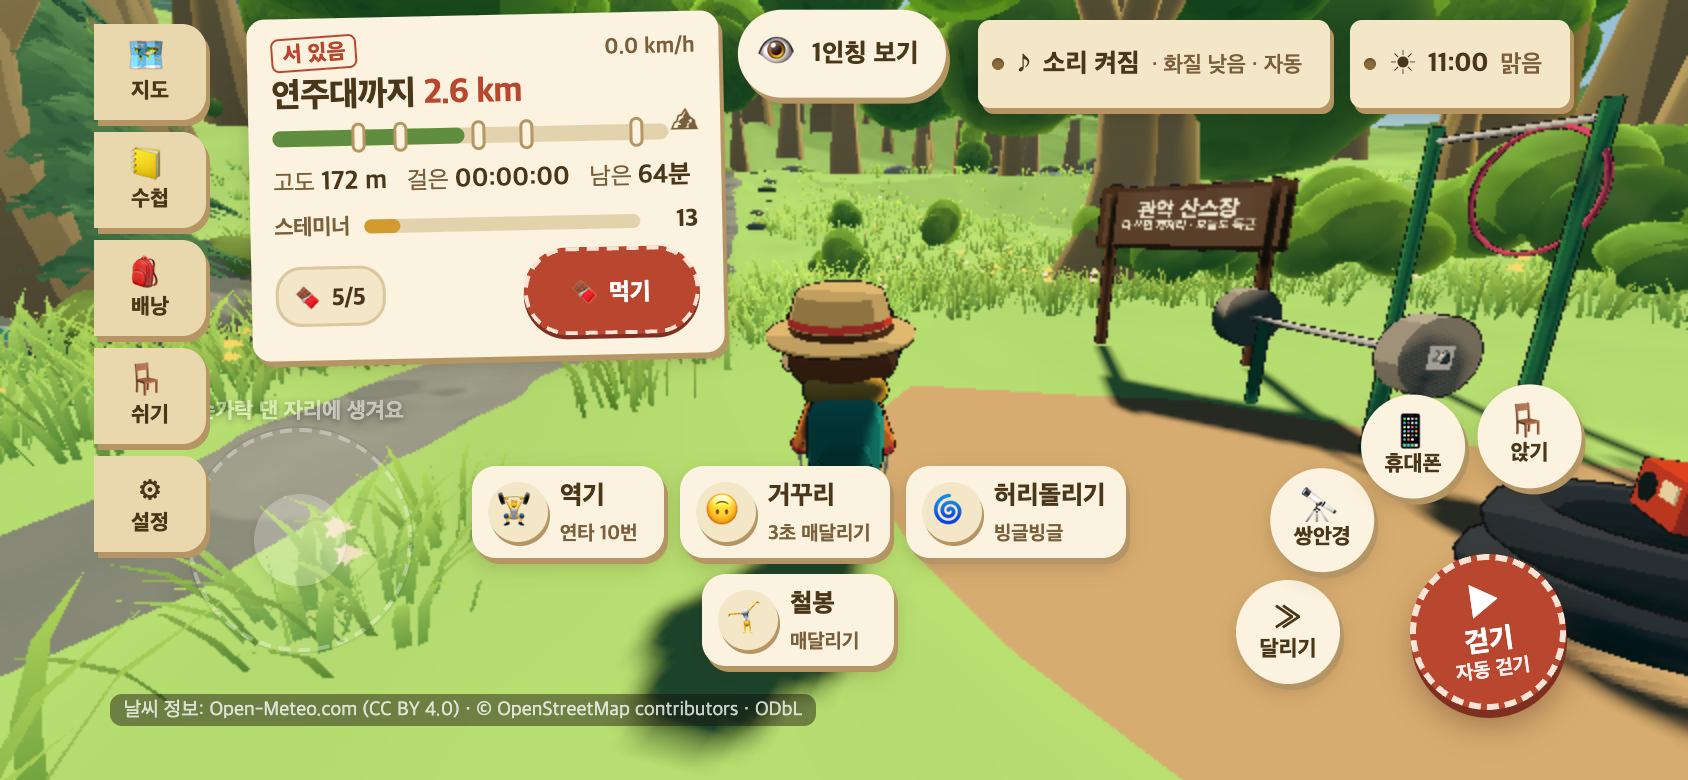 지도
수첩
배낭
쉬기
설정
서 있음
0.0 km/h
연주대까지 2.6 km
고도 172 m 걸은 00:00:00 남은 64분
스테미너 13
5/5
먹기
1인칭 보기
♪ 소리 켜짐 · 화질 낮음 · 자동
11:00 맑음
관악 산스장
댄 자리에 생겨요
역기
연타 10번
거꾸리
3초 매달리기
허리돌리기
빙글빙글
철봉
매달리기
휴대폰
앉기
쌍안경
달리기
걷기
자동 걷기
날씨 정보: Open-Meteo.com (CC BY 4.0) · © OpenStreetMap contributors · ODbL